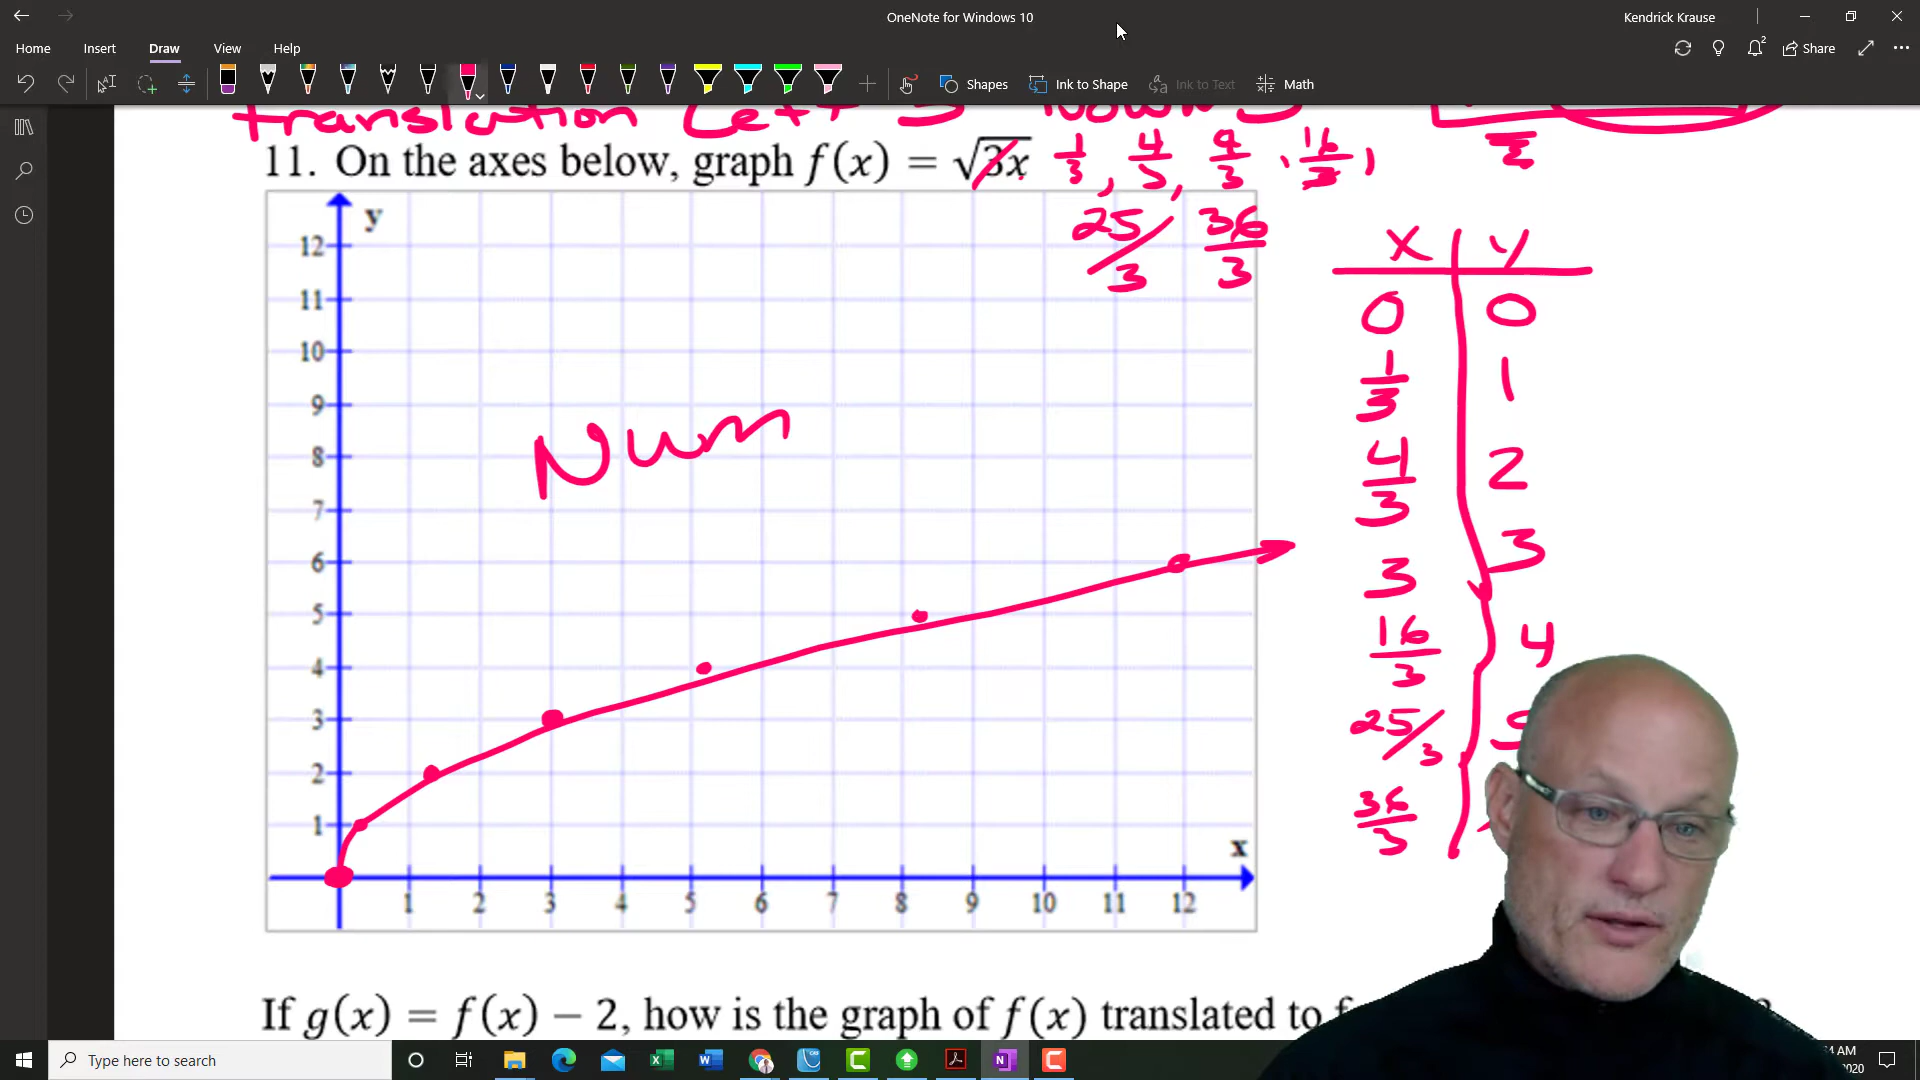 OneNote for Windows 10
Kendrick Krause
Home Insert Draw View Help
Share
Shapes Ink to Shape Ink to Text Math
translation Left 3 Down 3
11. On the axes below, graph f(x) = √3x 1/3, 4/3, 9/3, 16/3,
25/3 36/3
y
12
11
10
9
8
7
6
5
4
3
2
1
Num
x
1 2 3 4 5 6 7 8 9 10 11 12
x y
0 0
1/3 1
4/3 2
3 3
16/3 4
25/3 5
36/3
If g(x) = f(x) − 2, how is the graph of f(x) translated to
Type here to search
AM
2020